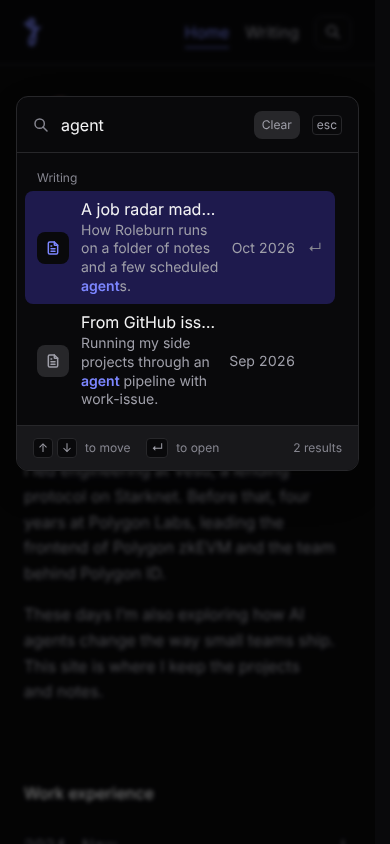 Home Writing
agent Clear esc
Writing
A job radar mad...
How Roleburn runs
on a folder of notes
and a few scheduled
agents.
Oct 2026
From GitHub iss...
Running my side
projects through an
agent pipeline with
work-issue.
Sep 2026
↑ ↓ to move ↵ to open 2 results
protocol on Starknet. Before that, four
years at Polygon Labs, leading the
frontend of Polygon zkEVM and the team
behind Polygon ID.
These days I'm also exploring how AI
agents change the way small teams ship.
This site is where I keep the projects
and notes.
Work experience